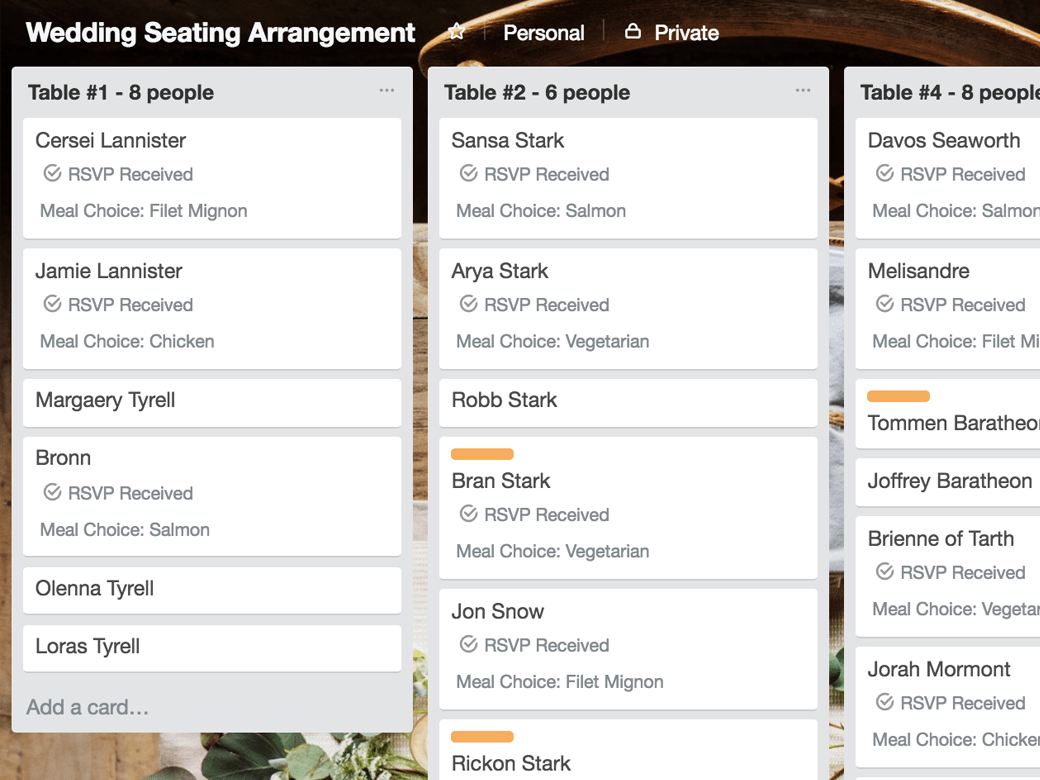 Wedding Seating Arrangement
Personal
Private
Table #1 - 8 people
Cersei Lannister
RSVP Received
Meal Choice: Filet Mignon
Jamie Lannister
RSVP Received
Meal Choice: Chicken
Margaery Tyrell
Bronn
RSVP Received
Meal Choice: Salmon
Olenna Tyrell
Loras Tyrell
Add a card…
Table #2 - 6 people
Sansa Stark
RSVP Received
Meal Choice: Salmon
Arya Stark
RSVP Received
Meal Choice: Vegetarian
Robb Stark
Bran Stark
RSVP Received
Meal Choice: Vegetarian
Jon Snow
RSVP Received
Meal Choice: Filet Mignon
Rickon Stark
Table #4 - 8 people
Davos Seaworth
RSVP Received
Meal Choice: Salmon
Melisandre
RSVP Received
Meal Choice: Filet Mi
Tommen Baratheon
Joffrey Baratheon
Brienne of Tarth
RSVP Received
Meal Choice: Vegetar
Jorah Mormont
RSVP Received
Meal Choice: Chicken